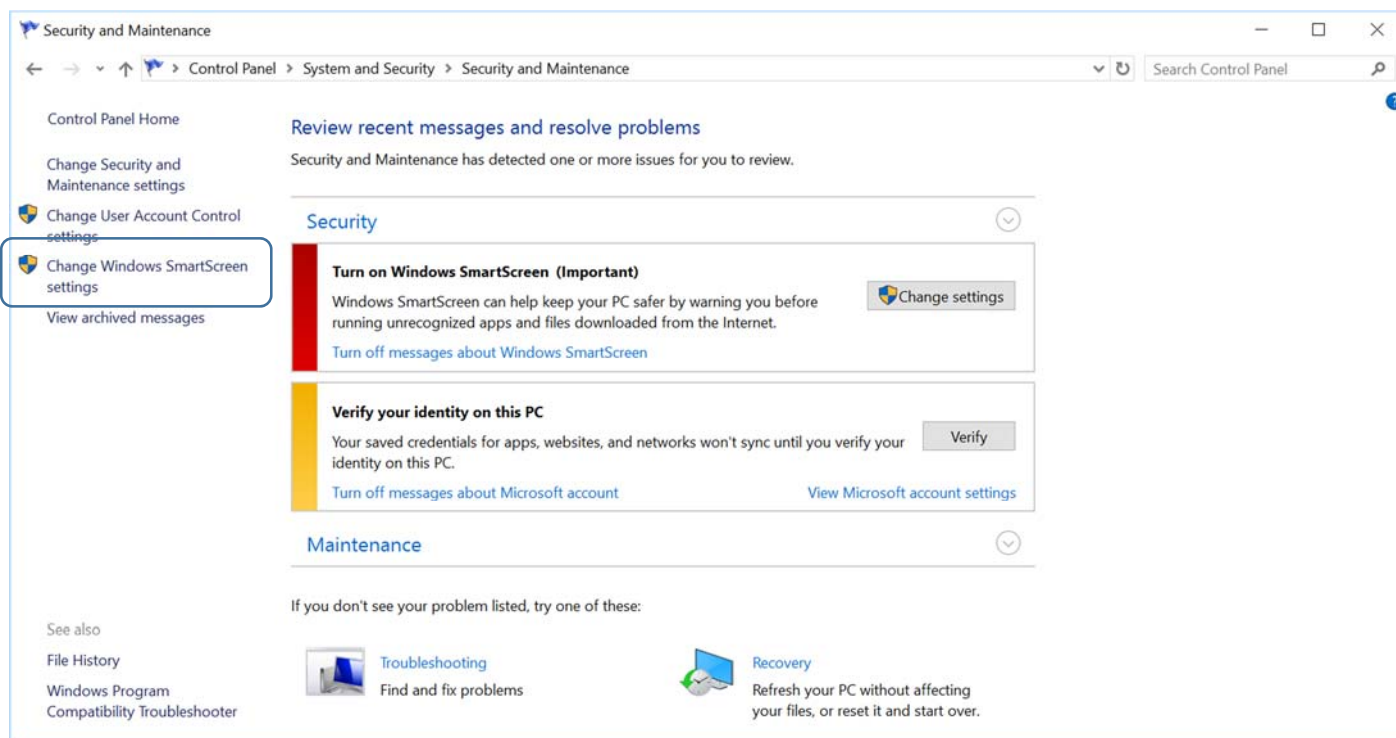 Security and Maintenance
Control Panel > System and Security > Security and Maintenance
Search Control Panel
Control Panel Home
Change Security and
Maintenance settings
Change User Account Control
settings
Change Windows SmartScreen
settings
View archived messages
Review recent messages and resolve problems
Security and Maintenance has detected one or more issues for you to review.
Security
Turn on Windows SmartScreen (Important)
Windows SmartScreen can help keep your PC safer by warning you before
running unrecognized apps and files downloaded from the Internet.
Change settings
Turn off messages about Windows SmartScreen
Verify your identity on this PC
Your saved credentials for apps, websites, and networks won't sync until you verify your
identity on this PC.
Verify
Turn off messages about Microsoft account
View Microsoft account settings
Maintenance
If you don't see your problem listed, try one of these:
Troubleshooting
Find and fix problems
Recovery
Refresh your PC without affecting
your files, or reset it and start over.
See also
File History
Windows Program
Compatibility Troubleshooter